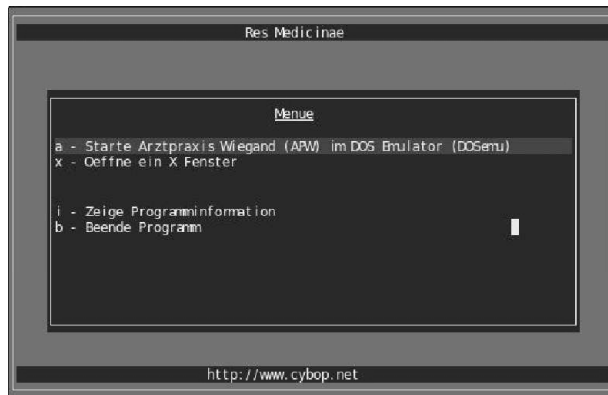 Res Medicinae
Menue
a - Starte Arztpraxis Wiegand (APW) im DOS Emulator (DOSemu)
x - Oeffne ein X Fenster
i - Zeige Programminformation
b - Beende Programm
http://www.cybop.net